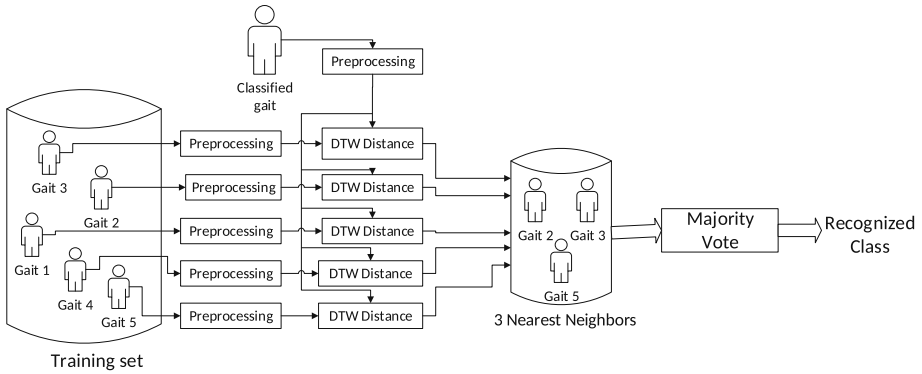 Classified
gait
Preprocessing
Gait 3
Preprocessing
DTW Distance
Gait 2
Preprocessing
DTW Distance
Gait 1
Preprocessing
DTW Distance
Gait 4
Preprocessing
DTW Distance
Gait 5
Preprocessing
DTW Distance
Training set
Gait 2
Gait 3
Gait 5
3 Nearest Neighbors
Majority
Vote
Recognized
Class